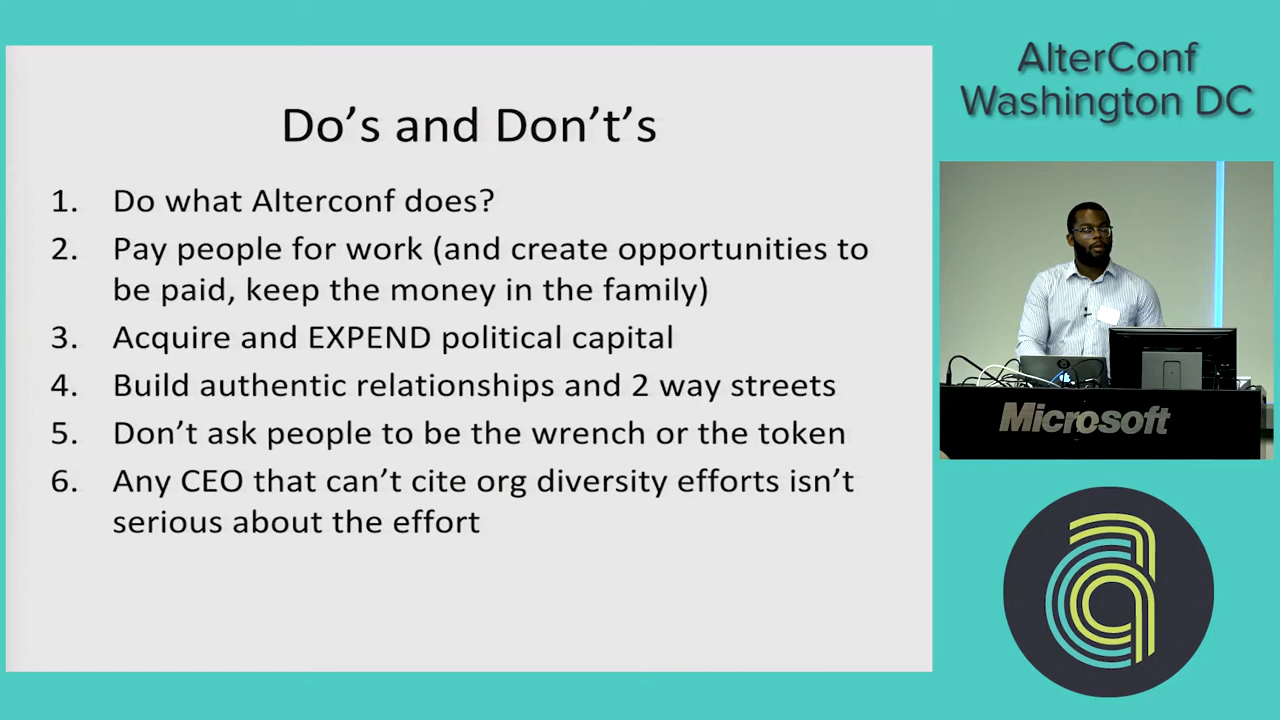 AlterConf
Washington DC
Do's and Don't's
1. Do what Alterconf does?
2. Pay people for work (and create opportunities to
be paid, keep the money in the family)
3. Acquire and EXPEND political capital
4. Build authentic relationships and 2 way streets
5. Don't ask people to be the wrench or the token
6. Any CEO that can't cite org diversity efforts isn't
serious about the effort
Microsoft